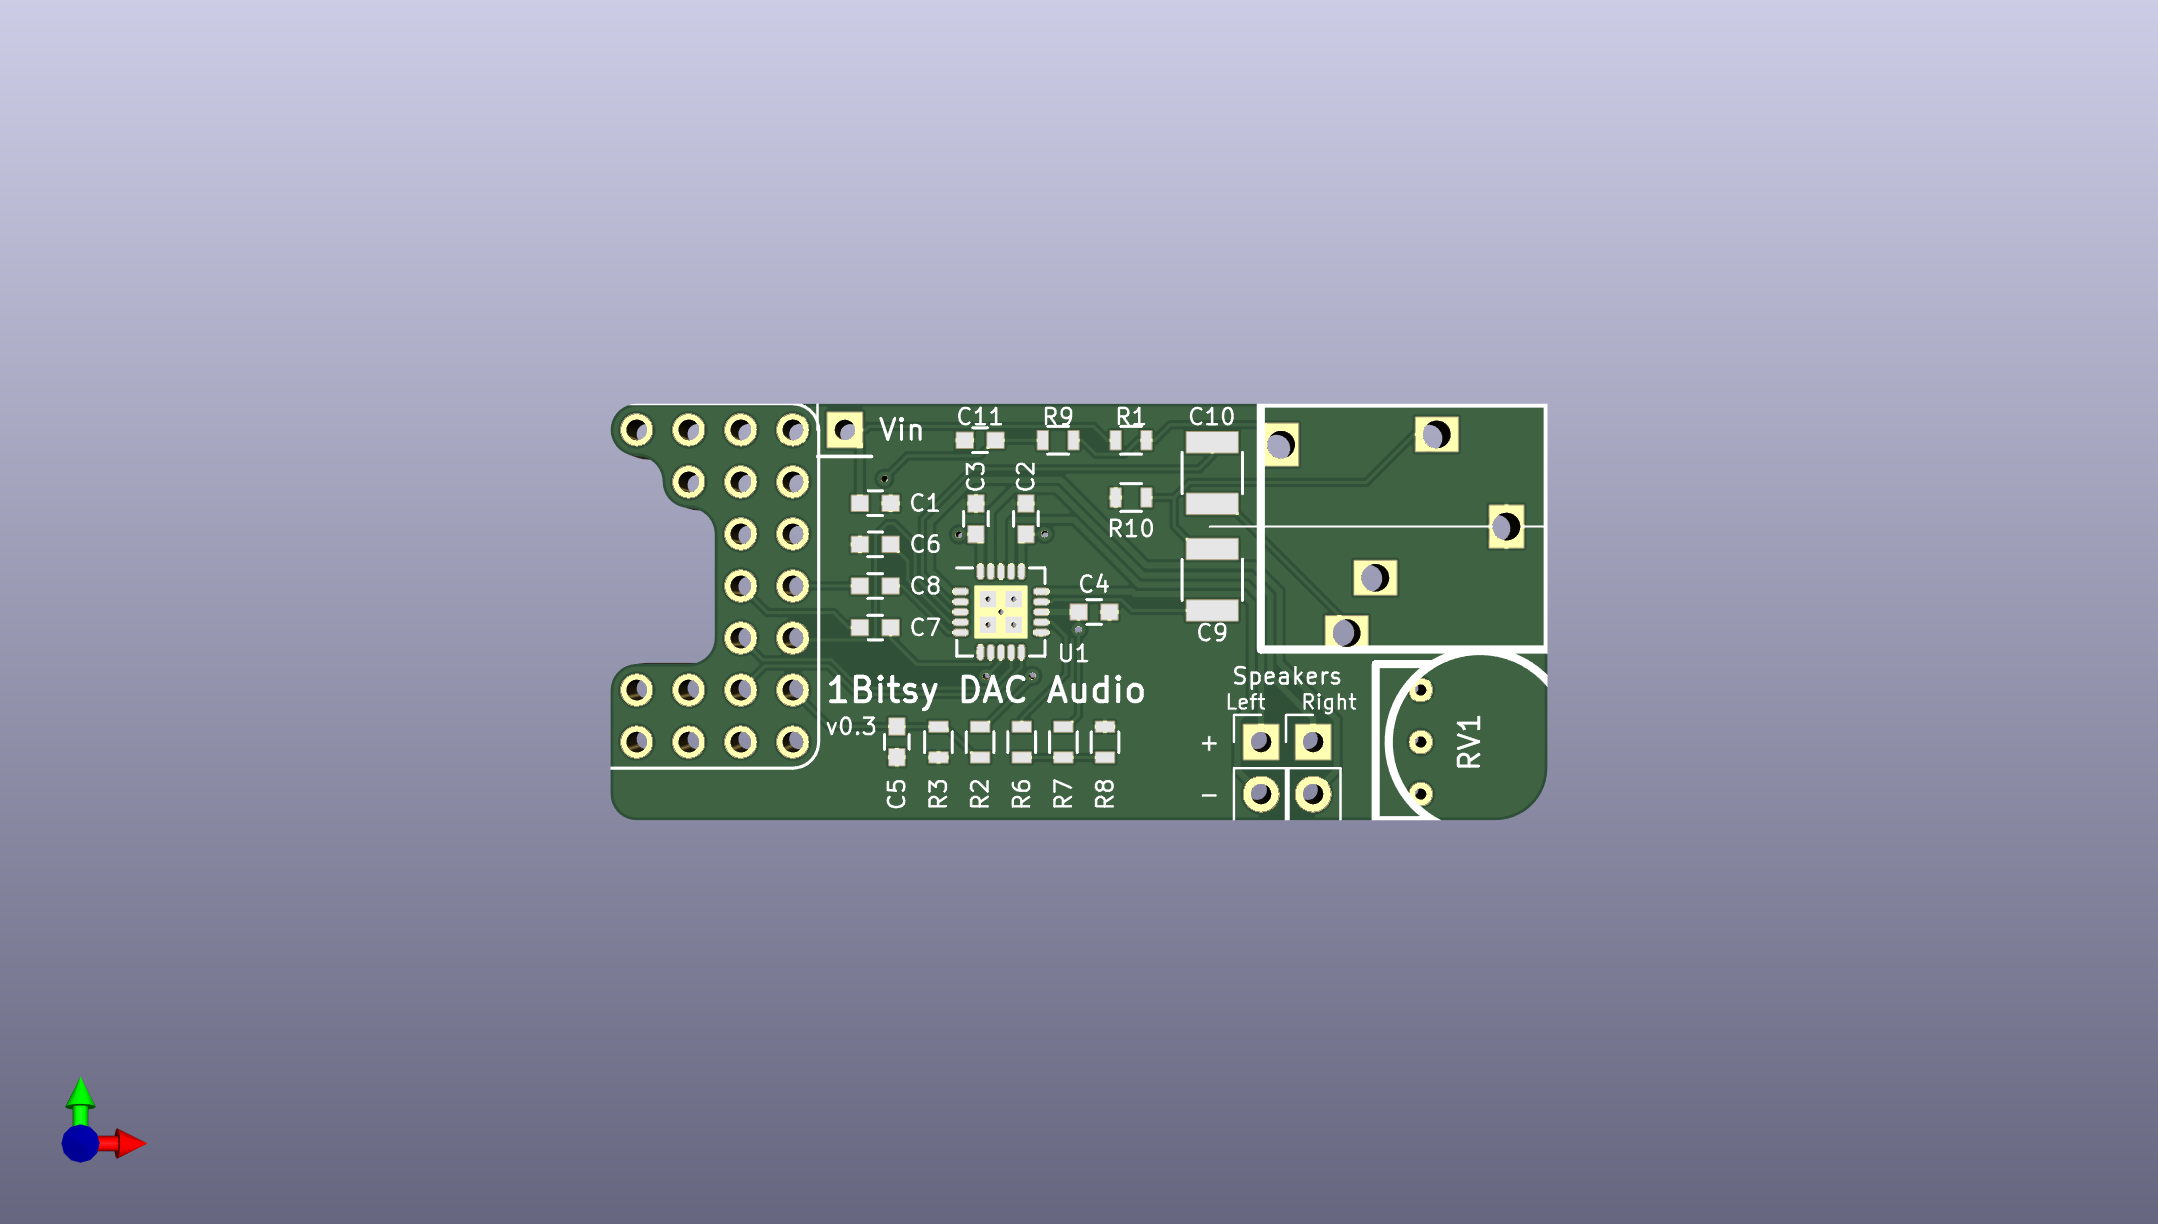 C11 R9 R1 C10
Vin
C3 C2
C1
R10
C6
C4
C8
C7
C9
U1
Speakers
1Bitsy DAC Audio
Left Right
v0.3
+
RV1
C5 R3 R2 R6 R7 R8
−